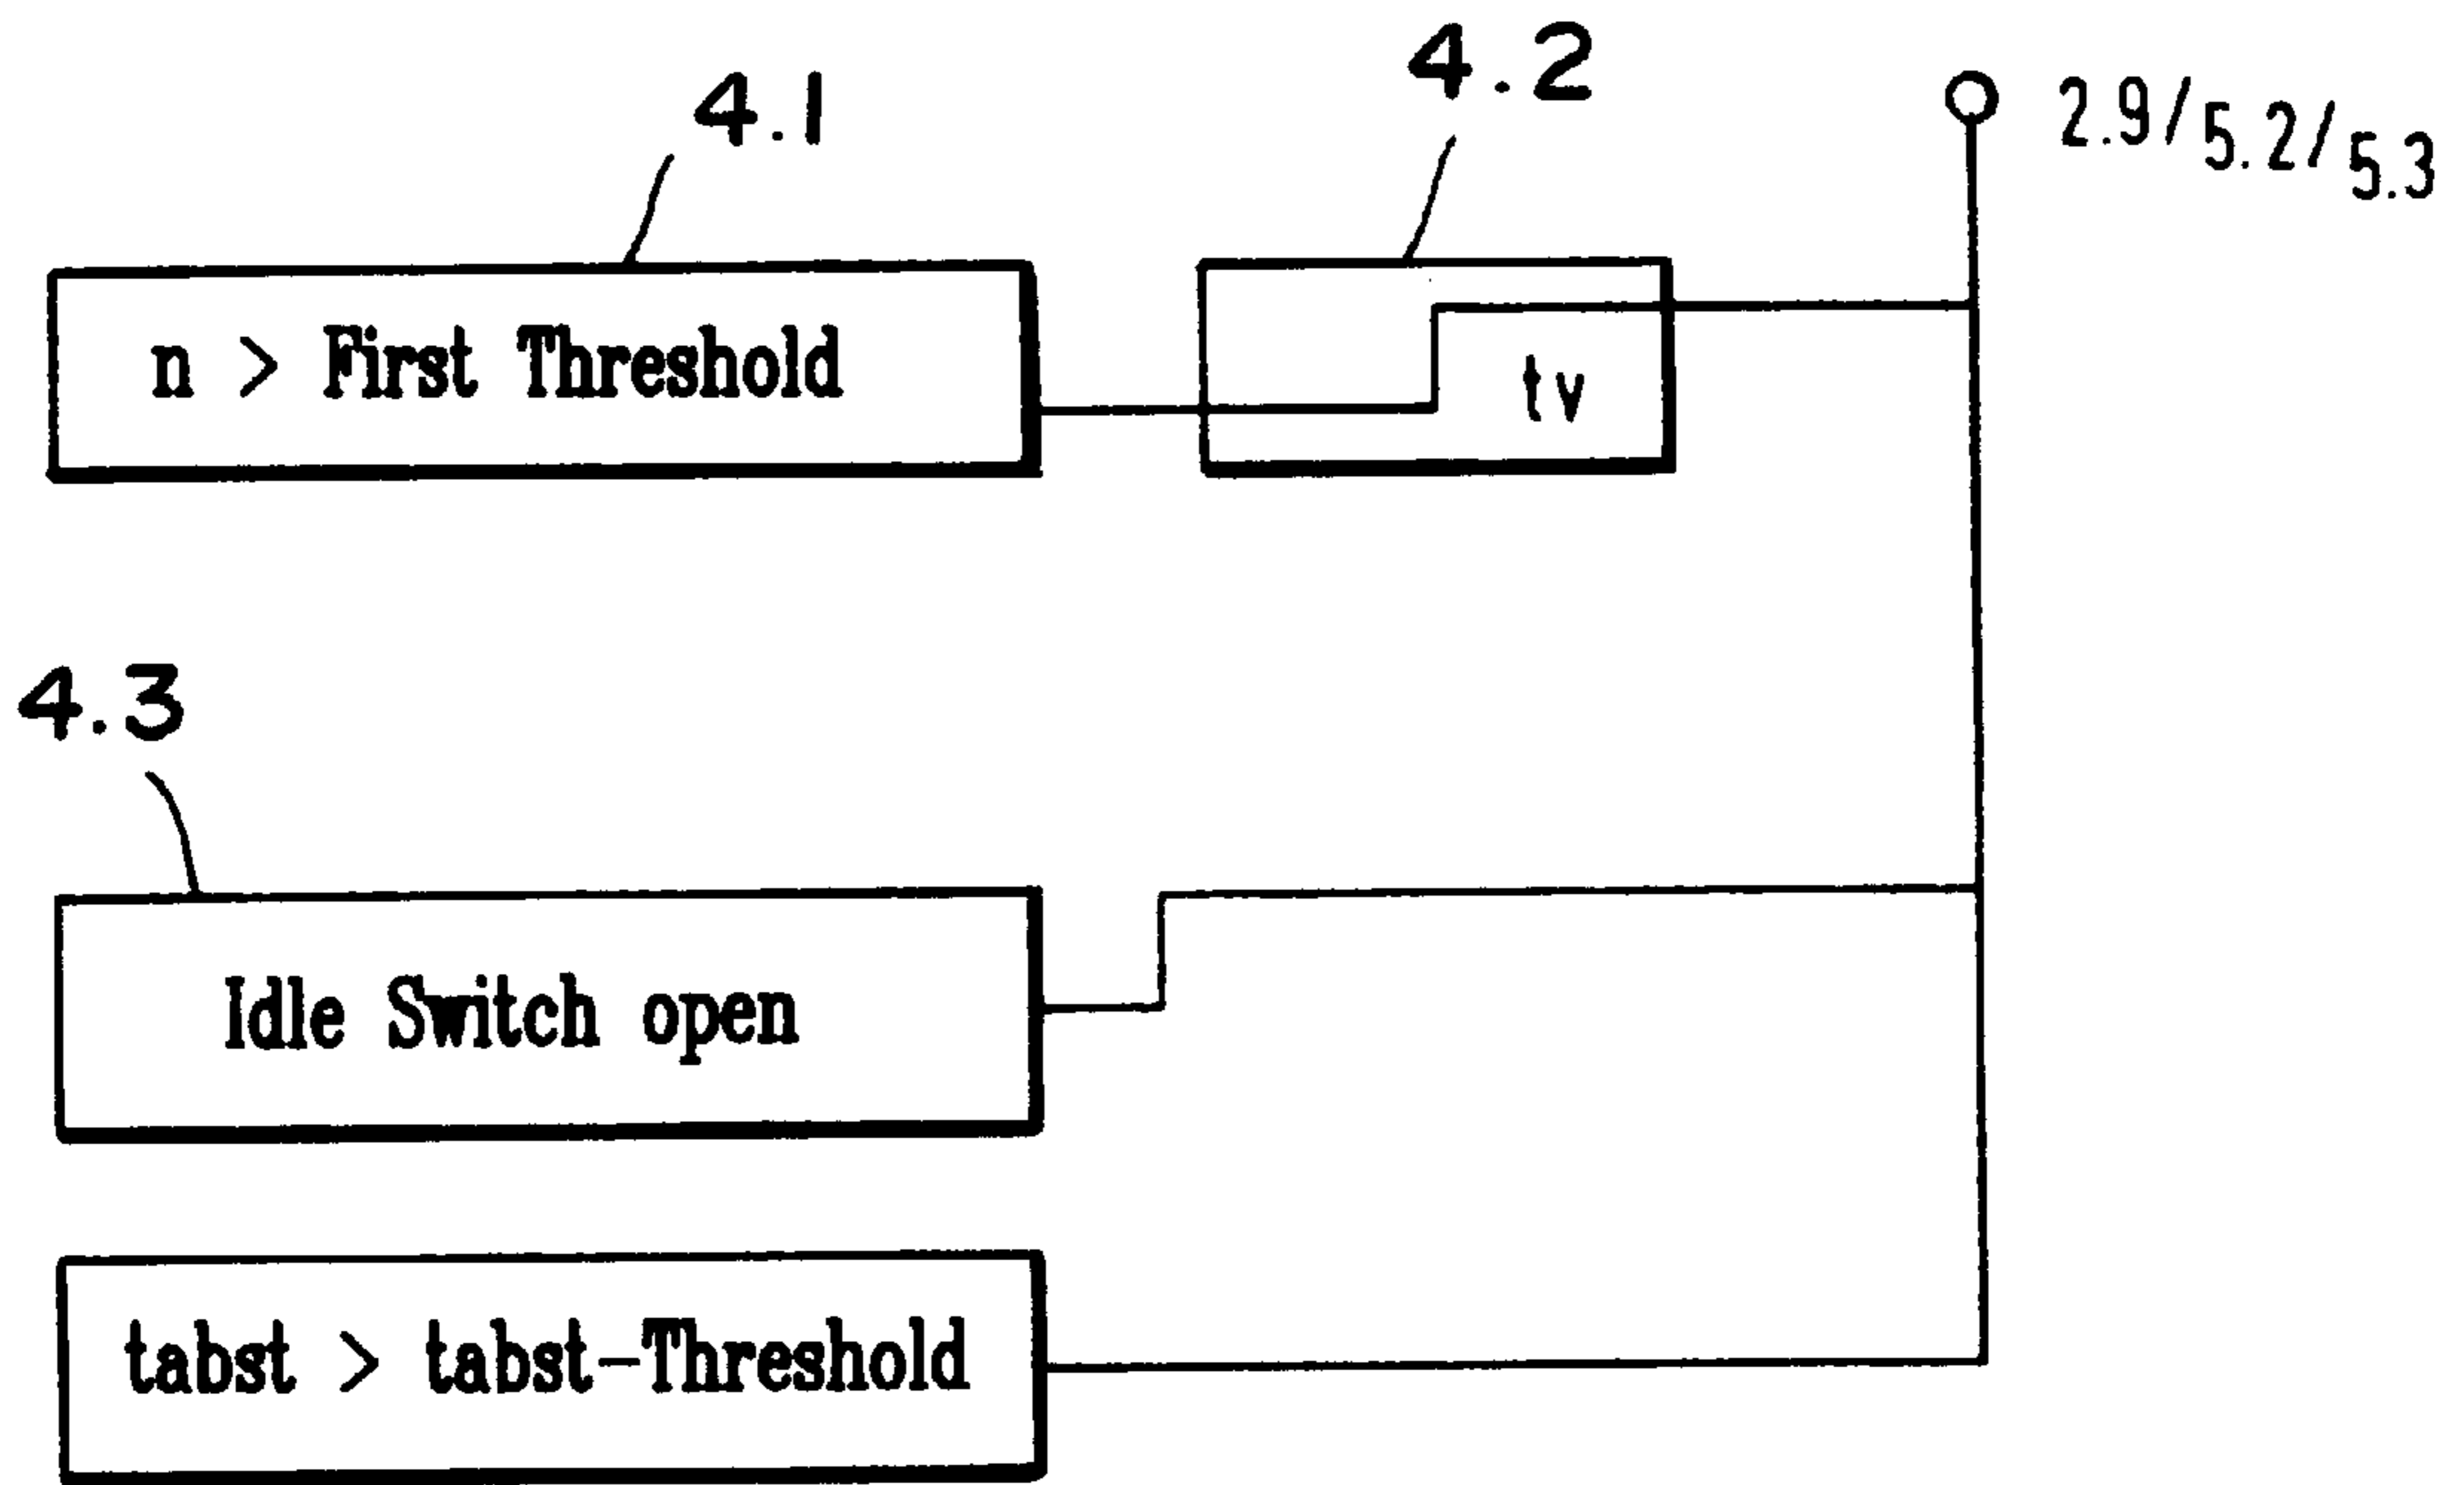 4.1
4.2
2.9/5.2/5.3
n > First Threshold
tv
4.3
Idle Switch open
tabst > tabst-Threshold